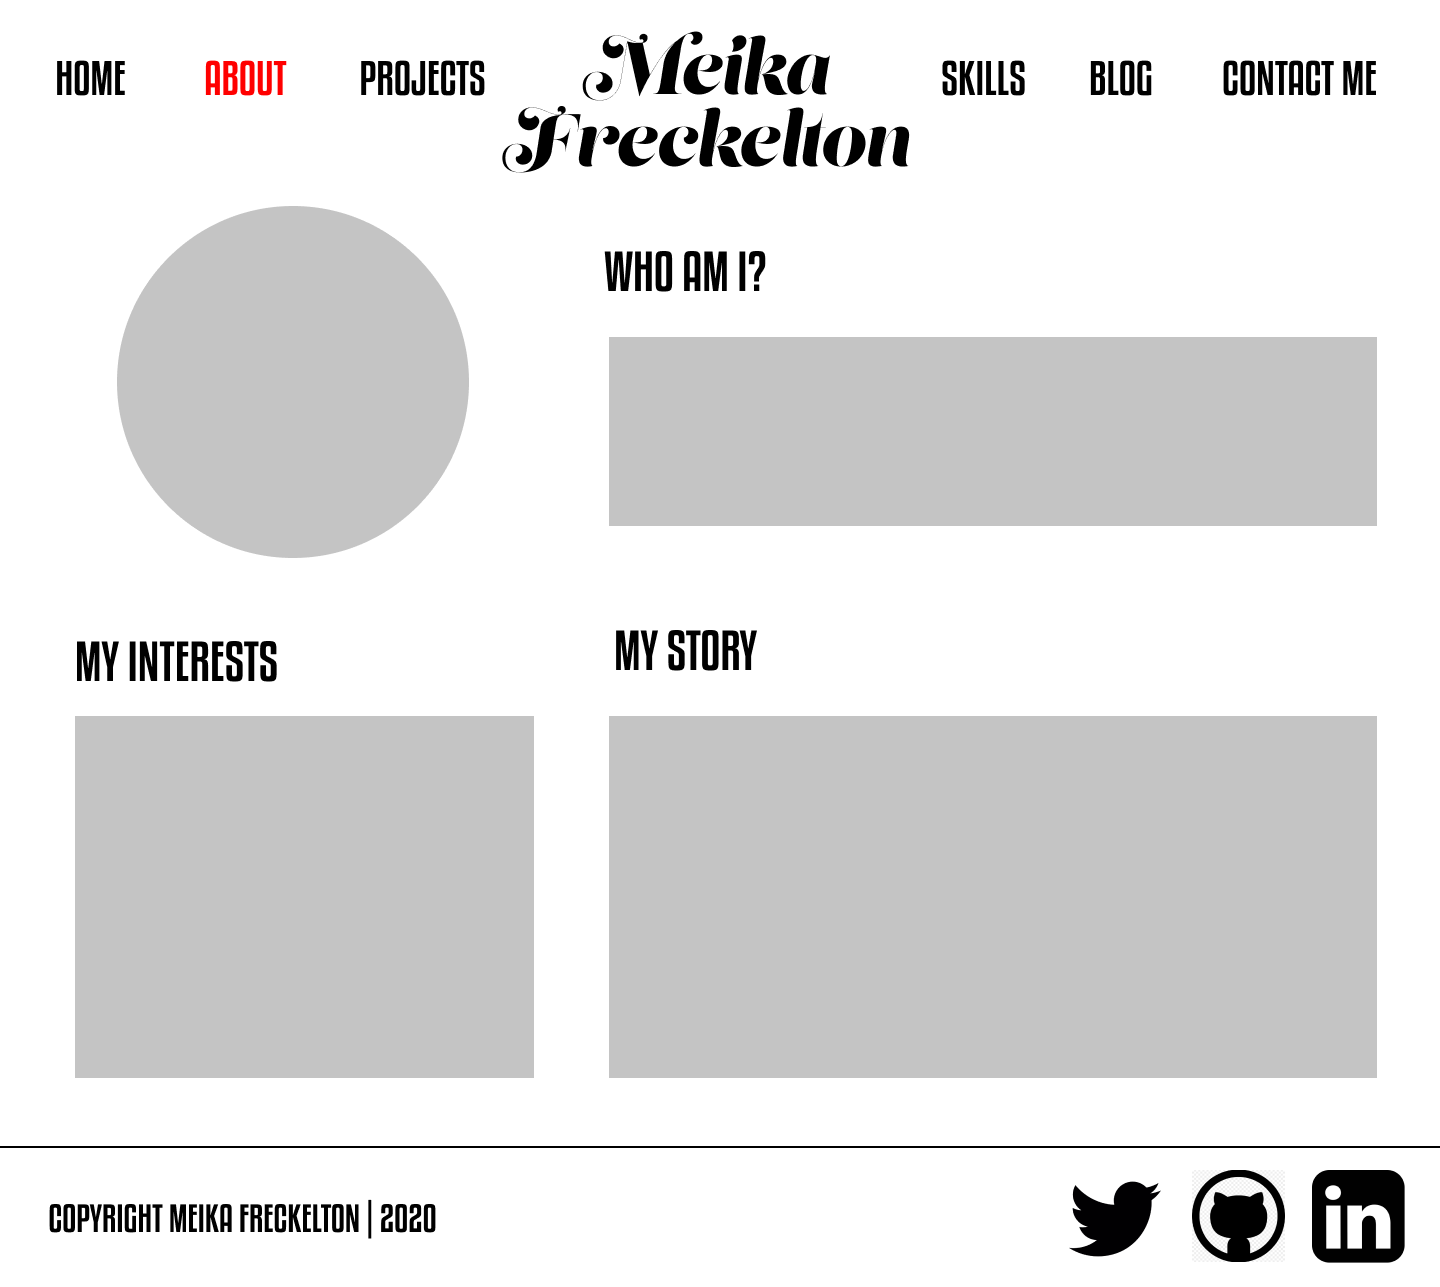 HOME ABOUT PROJECTS Meika Freckelton SKILLS BLOG CONTACT ME
WHO AM I?
MY INTERESTS
MY STORY
COPYRIGHT MEIKA FRECKELTON | 2020
in